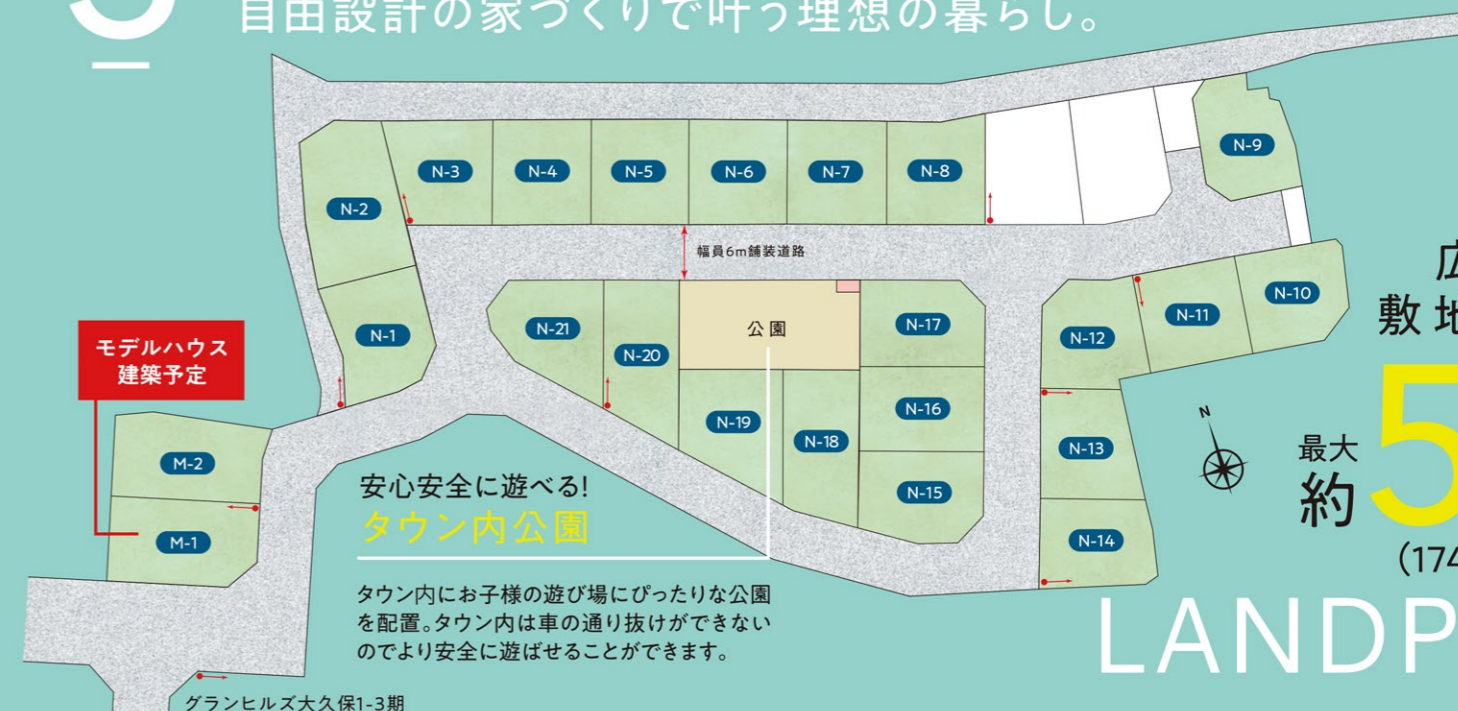 自由設計の家づくりで叶う理想の暮らし。
N-9
N-3
N-4
N-5
N-6
N-7
N-8
N-2
幅員6m舗装道路
N-10
N-11
N-12
N-1
N-21
N-20
公園
N-17
モデルハウス
建築予定
N-16
N-19
N-18
N-13
M-2
N-15
M-1
N-14
N
敷地
最大
約5
(174
安心安全に遊べる!
タウン内公園
タウン内にお子様の遊び場にぴったりな公園
を配置。タウン内は車の通り抜けができない
のでより安全に遊ばせることができます。
LANDP
グランヒルズ大久保1-3期